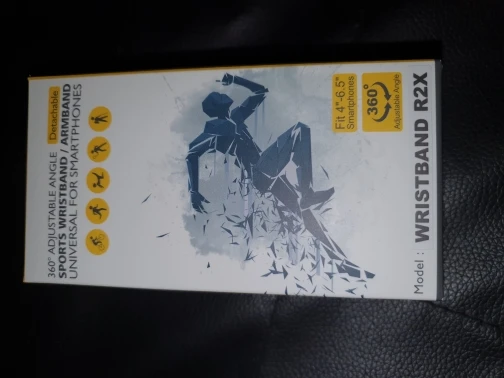 360° ADJUSTABLE ANGLE Detachable
SPORTS WRISTBAND / ARMBAND
UNIVERSAL FOR SMARTPHONES
Fit 4"-6.5"
Smartphones
360°
Adjustable Angle
Model : WRISTBAND R2X